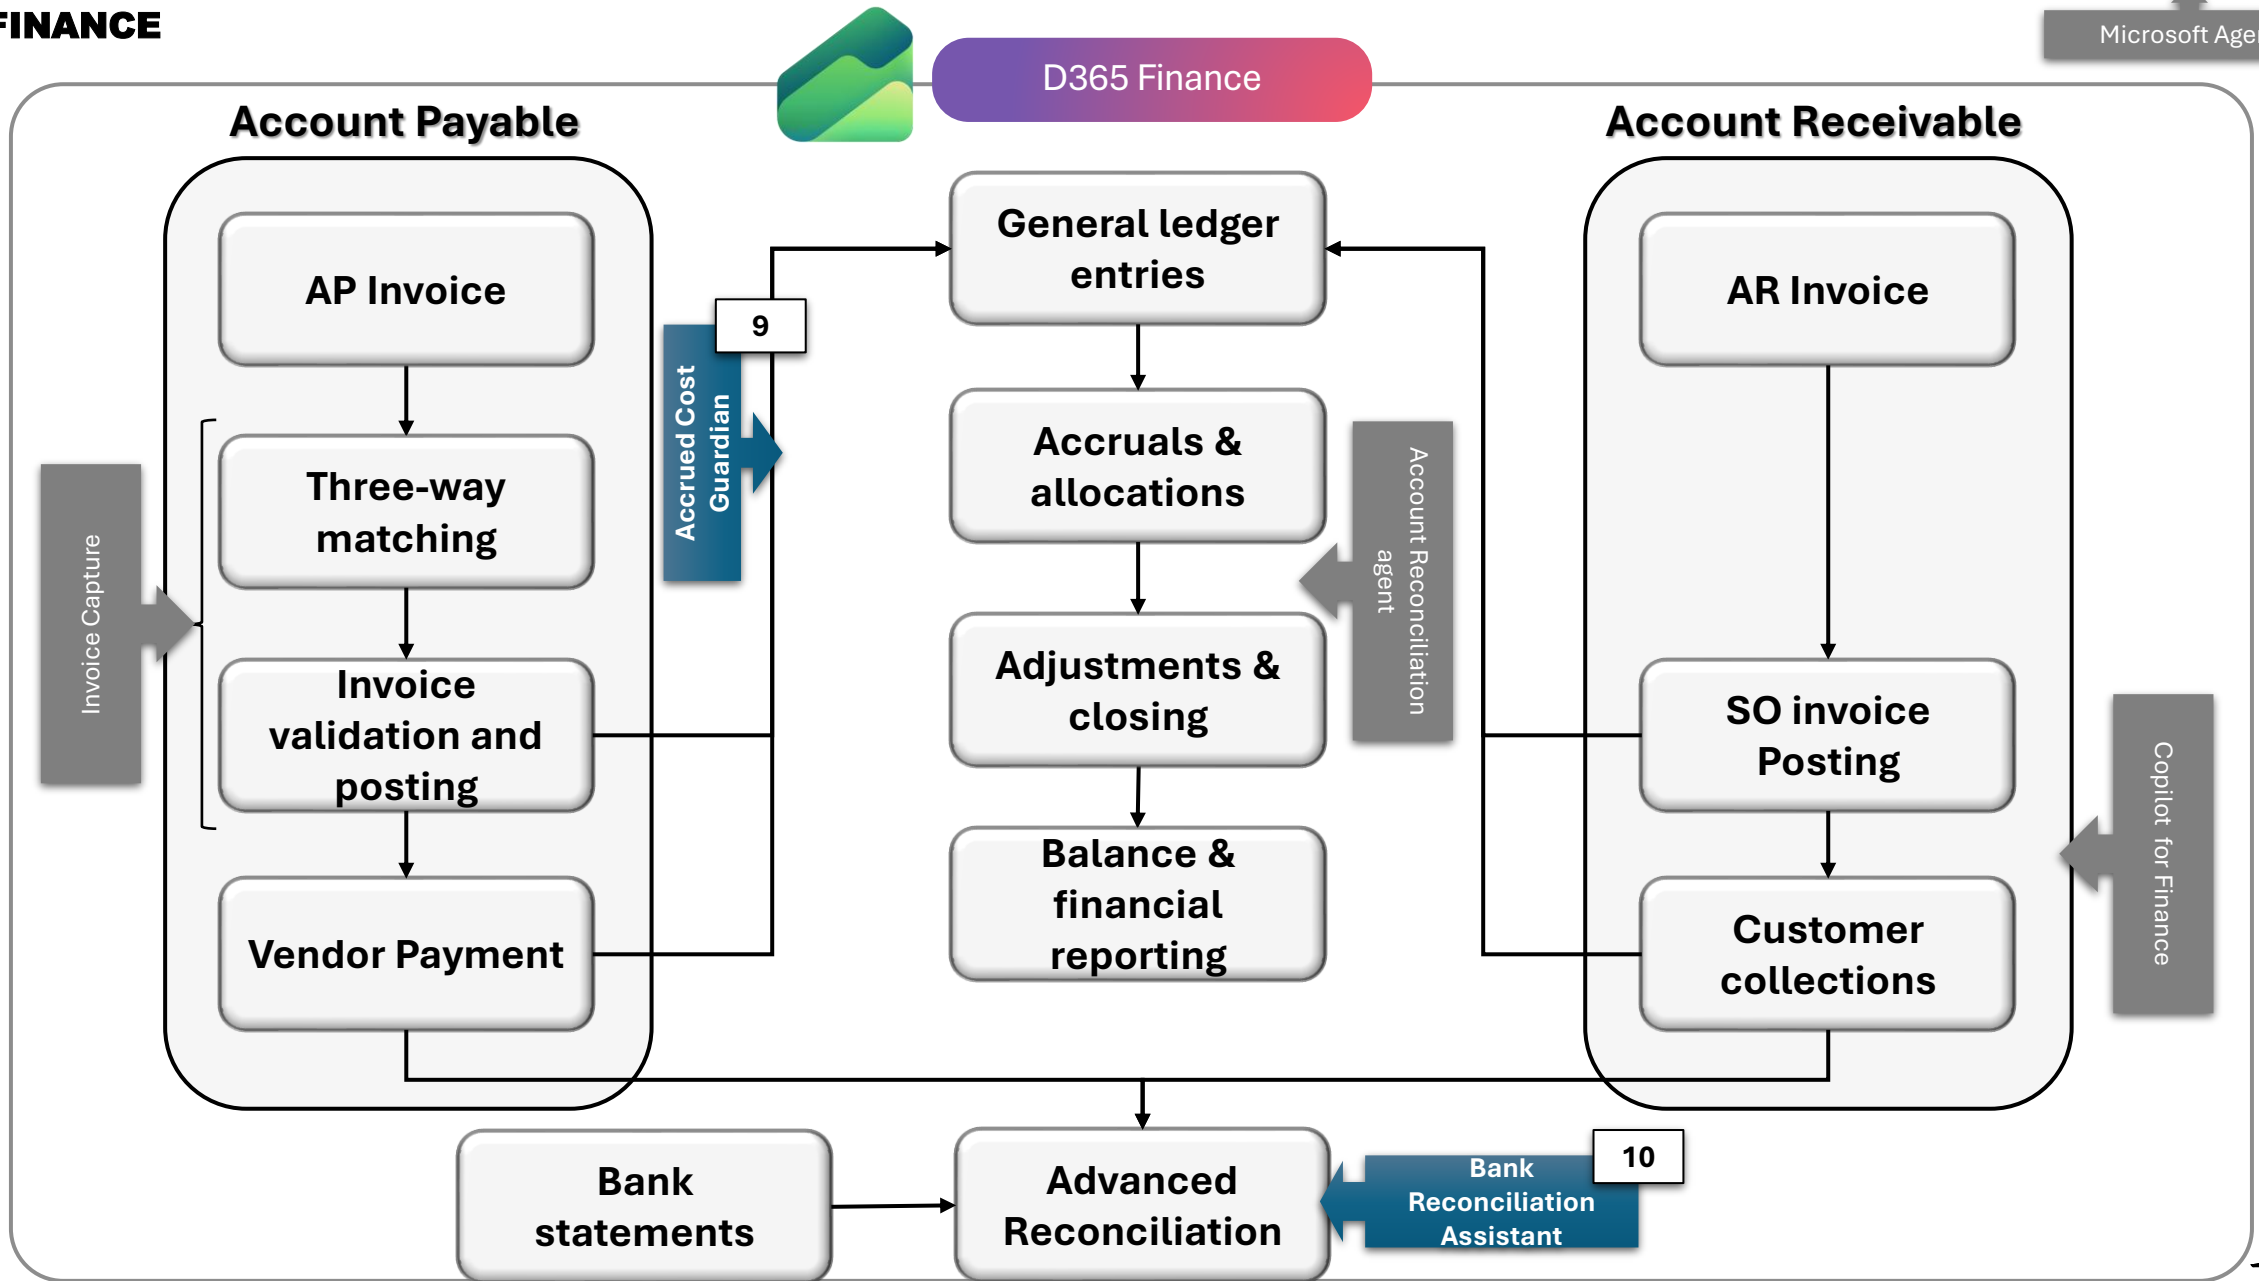 FINANCE
Microsoft Age
D365 Finance
Account Payable
Account Receivable
AP Invoice
Three-way
matching
Invoice
validation and
posting
Vendor Payment
Invoice Capture
9
Accrued Cost
Guardian
General ledger
entries
Accruals &
allocations
Adjustments &
closing
Balance &
financial
reporting
Account Reconciliation
agent
AR Invoice
SO invoice
Posting
Customer
collections
Copilot for Finance
Bank
statements
Advanced
Reconciliation
10
Bank
Reconciliation
Assistant